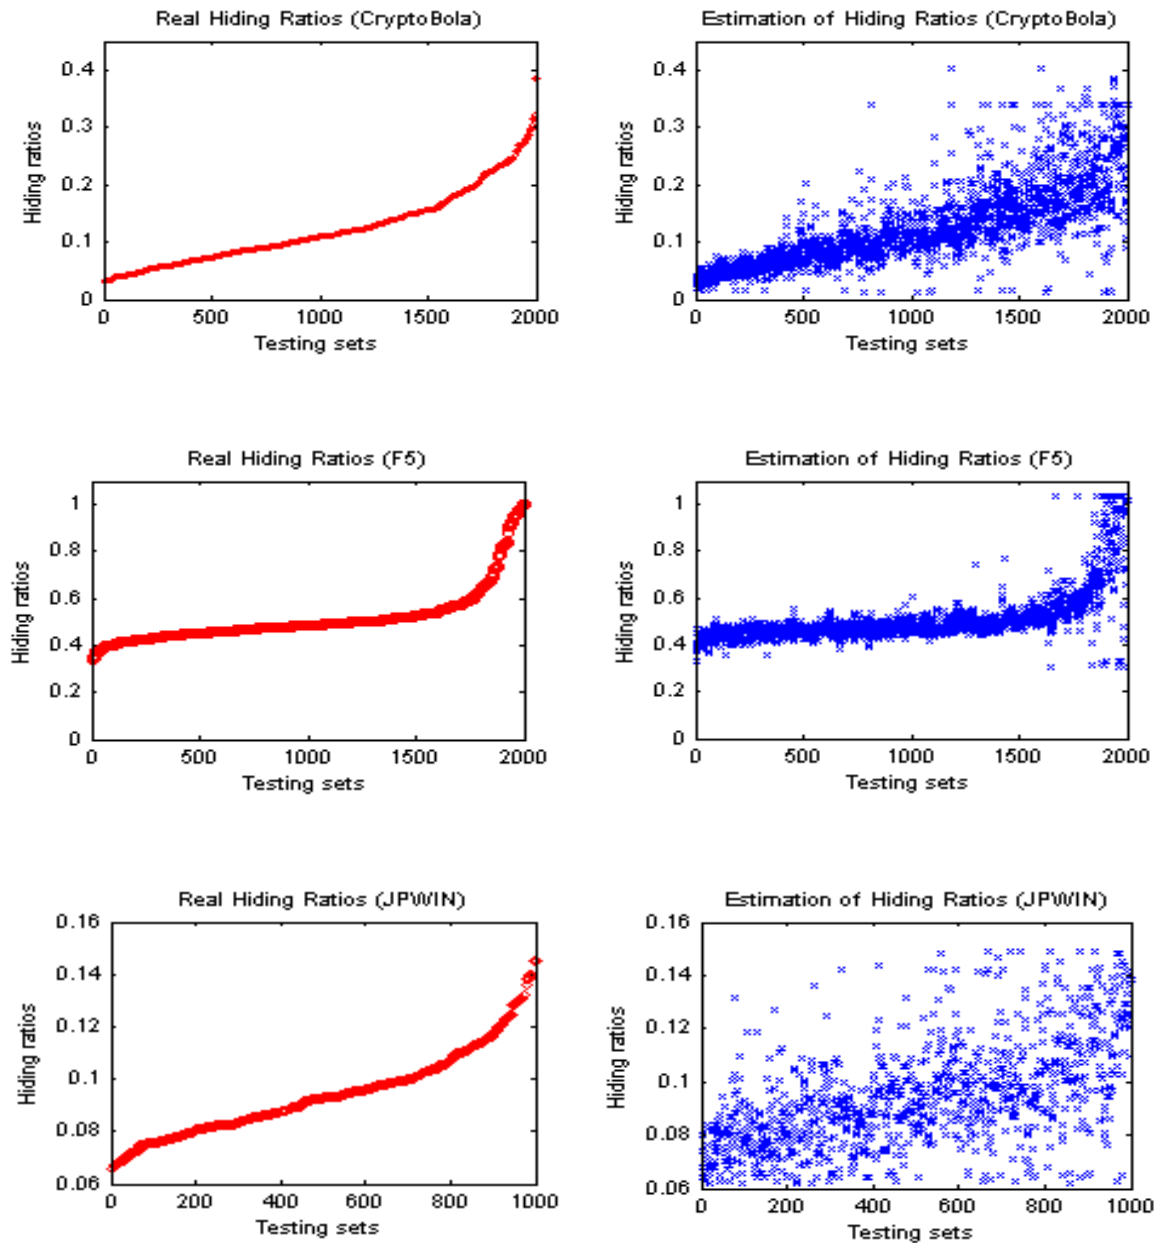 Real Hiding Ratios (CryptoBola)
Hiding ratios
0.4
0.3
0.2
0.1
0
0 500 1000 1500 2000
Testing sets
Estimation of Hiding Ratios (CryptoBola)
Hiding ratios
0.4
0.3
0.2
0.1
0
0 500 1000 1500 2000
Testing sets
Real Hiding Ratios (F5)
Hiding ratios
1
0.8
0.6
0.4
0.2
0
0 500 1000 1500 2000
Testing sets
Estimation of Hiding Ratios (F5)
Hiding ratios
1
0.8
0.6
0.4
0.2
0
0 500 1000 1500 2000
Testing sets
Real Hiding Ratios (JPWIN)
Hiding ratios
0.16
0.14
0.12
0.1
0.08
0.06
0 200 400 600 800 1000
Testing sets
Estimation of Hiding Ratios (JPWIN)
Hiding ratios
0.16
0.14
0.12
0.1
0.08
0.06
0 200 400 600 800 1000
Testing sets